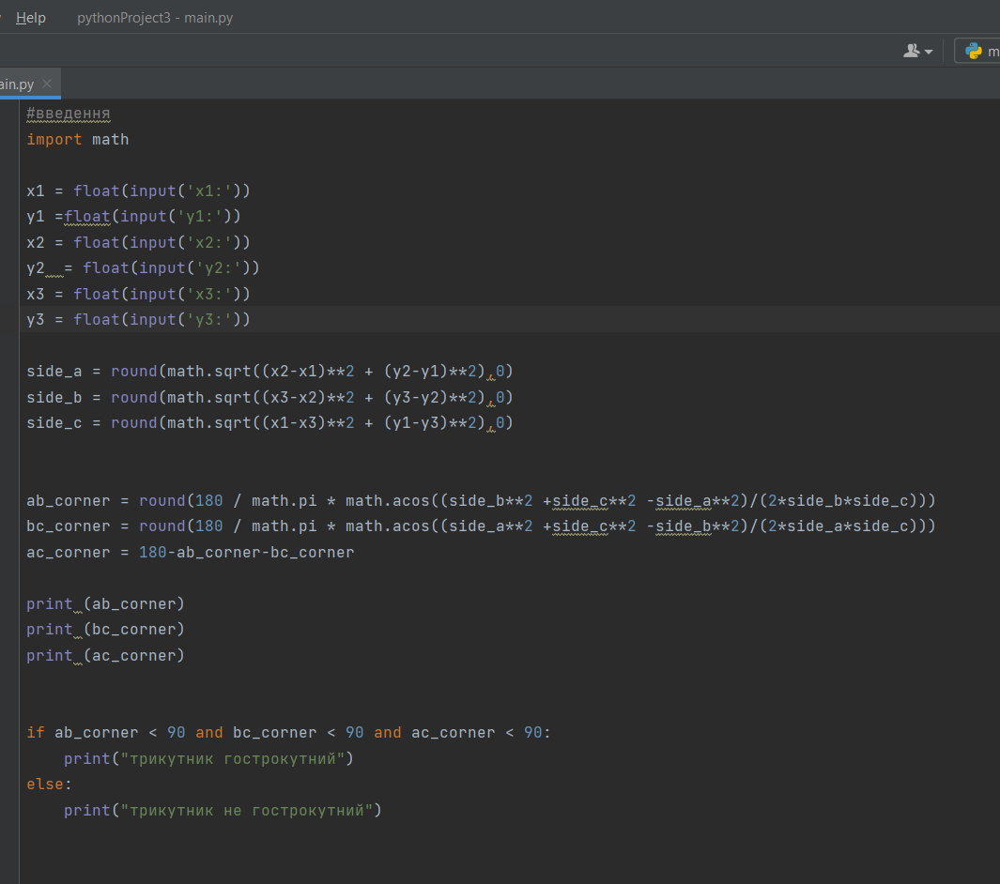 Help pythonProject3 - main.py
m
ain.py
#введення
import math
x1 = float(input('x1:'))
y1 =float(input('y1:'))
x2 = float(input('x2:'))
y2  = float(input('y2:'))
x3 = float(input('x3:'))
y3 = float(input('y3:'))
side_a = round(math.sqrt((x2-x1)**2 + (y2-y1)**2),0)
side_b = round(math.sqrt((x3-x2)**2 + (y3-y2)**2),0)
side_c = round(math.sqrt((x1-x3)**2 + (y1-y3)**2),0)
ab_corner = round(180 / math.pi * math.acos((side_b**2 +side_c**2 -side_a**2)/(2*side_b*side_c)))
bc_corner = round(180 / math.pi * math.acos((side_a**2 +side_c**2 -side_b**2)/(2*side_a*side_c)))
ac_corner = 180-ab_corner-bc_corner
print (ab_corner)
print (bc_corner)
print (ac_corner)
if ab_corner < 90 and bc_corner < 90 and ac_corner < 90:
    print("трикутник гострокутний")
else:
    print("трикутник не гострокутний")